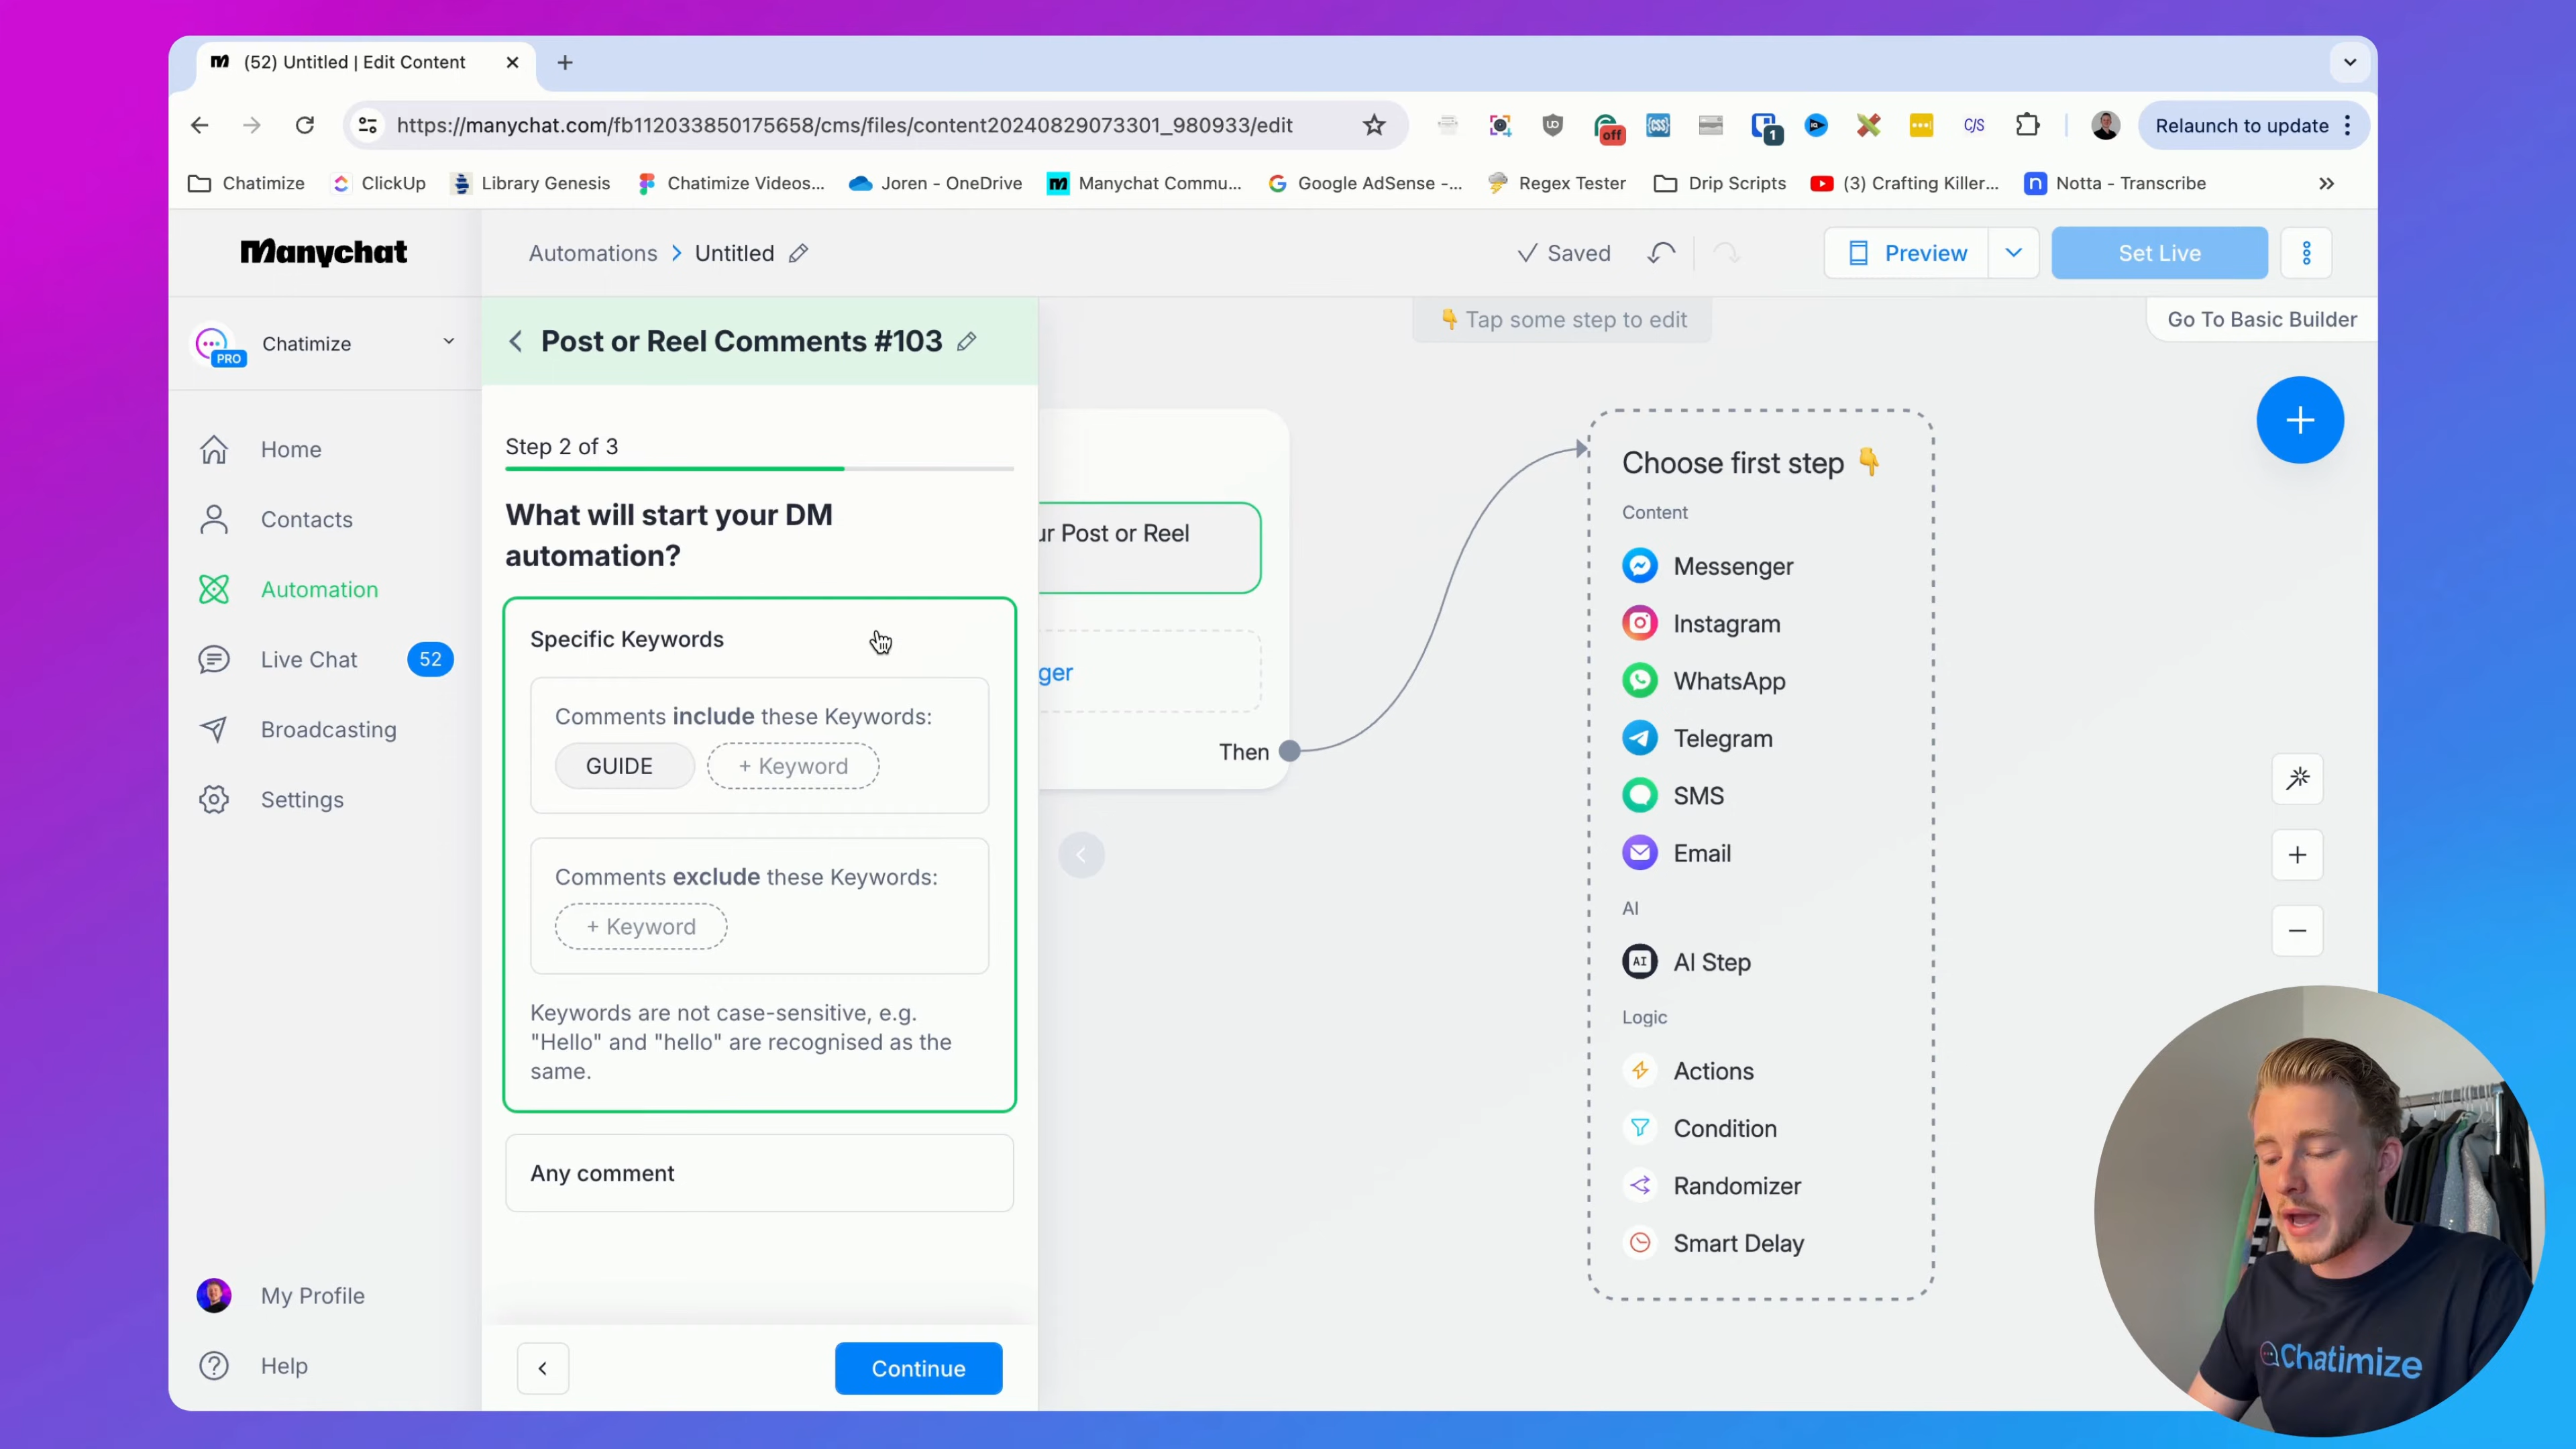 (52) Untitled | Edit Content
https://manychat.com/fb112033850175658/cms/files/content20240829073301_980933/edit
off
{css}
1
C/S
Relaunch to update
Chatimize
ClickUp
Library Genesis
Chatimize Videos...
Joren - OneDrive
Manychat Commu...
Google AdSense -...
Regex Tester
Drip Scripts
(3) Crafting Killer...
Notta - Transcribe
Manychat
Automations > Untitled
Saved
Preview
Set Live
Chatimize
PRO
Home
Contacts
Automation
Live Chat
52
Broadcasting
Settings
My Profile
Help
Post or Reel Comments #103
Step 2 of 3
What will start your DM
automation?
Specific Keywords
Comments include these Keywords:
GUIDE
+ Keyword
Comments exclude these Keywords:
+ Keyword
Keywords are not case-sensitive, e.g.
"Hello" and "hello" are recognised as the
same.
Any comment
Continue
👇 Tap some step to edit
Go To Basic Builder
ur Post or Reel
ger
Then
Choose first step 👇
Content
Messenger
Instagram
WhatsApp
Telegram
SMS
Email
AI
AI
AI Step
Logic
Actions
Condition
Randomizer
Smart Delay
Chatimize